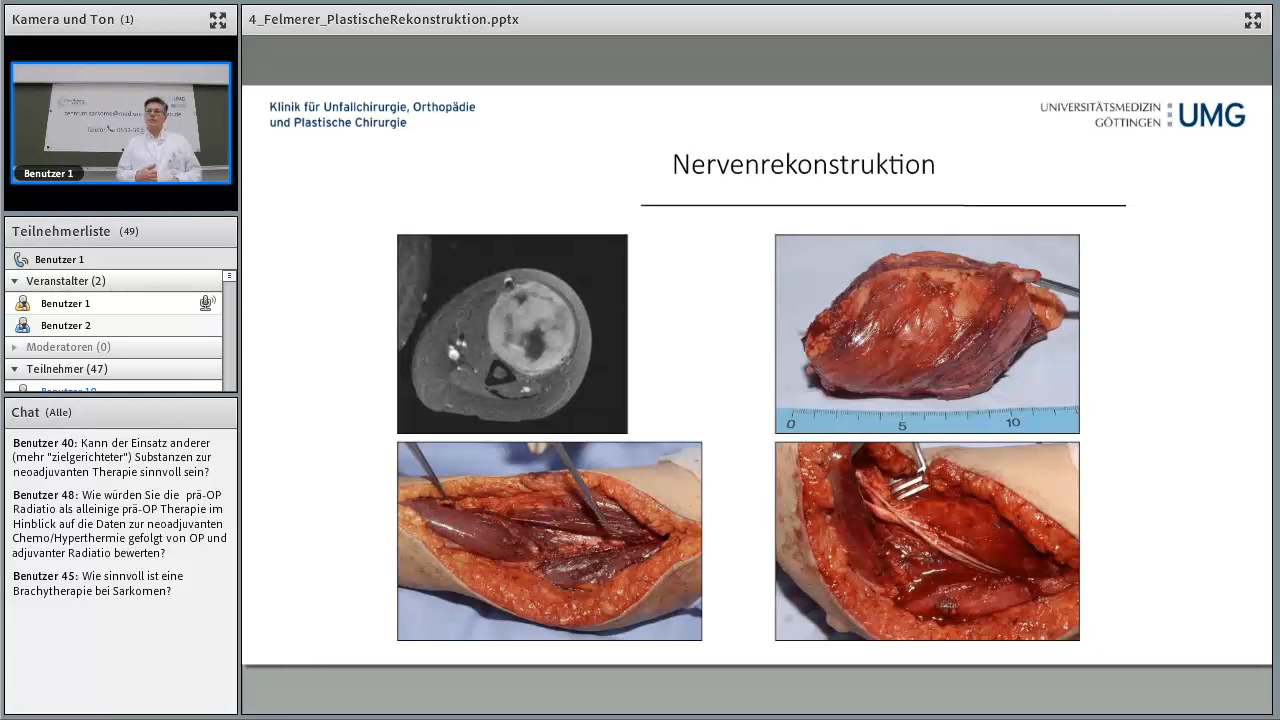 Kamera und Ton (1)
Benutzer 1
Teilnehmerliste (49)
Benutzer 1
Veranstalter (2)
Benutzer 1
Benutzer 2
Moderatoren (0)
Teilnehmer (47)
Chat (Alle)
Benutzer 40: Kann der Einsatz anderer
(mehr "zielgerichteter") Substanzen zur
neoadjuvanten Therapie sinnvoll sein?
Benutzer 48: Wie würden Sie die prä-OP
Radiatio als alleinige prä-OP Therapie im
Hinblick auf die Daten zur neoadjuvanten
Chemo/Hyperthermie gefolgt von OP und
adjuvanter Radiatio bewerten?
Benutzer 45: Wie sinnvoll ist eine
Brachytherapie bei Sarkomen?
4_Felmerer_PlastischeRekonstruktion.pptx
Klinik für Unfallchirurgie, Orthopädie
und Plastische Chirurgie
UNIVERSITÄTSMEDIZIN
GÖTTINGEN
UMG
Nervenrekonstruktion
0 5 10